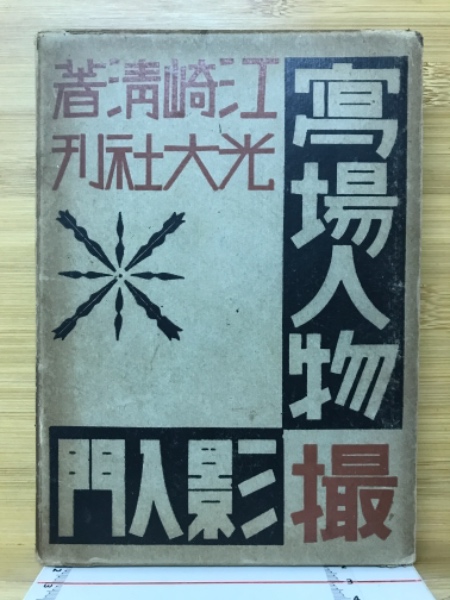 寫場人物
撮影入門
江崎清著
光大社刊